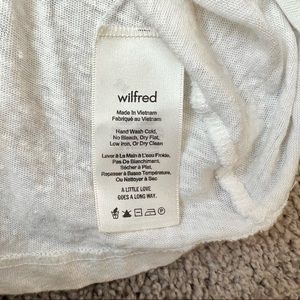 wilfred
Made In Vietnam
Fabriqué au Vietnam
Hand Wash Cold,
No Bleach, Dry Flat,
Low Iron, Or Dry Clean
Laver à La Main à L'eau Froide,
Pas De Blanchiment,
Sécher à Plat,
Repasser à Basse Température,
Ou Nettoyer à Sec
A LITTLE LOVE
GOES A LONG WAY.